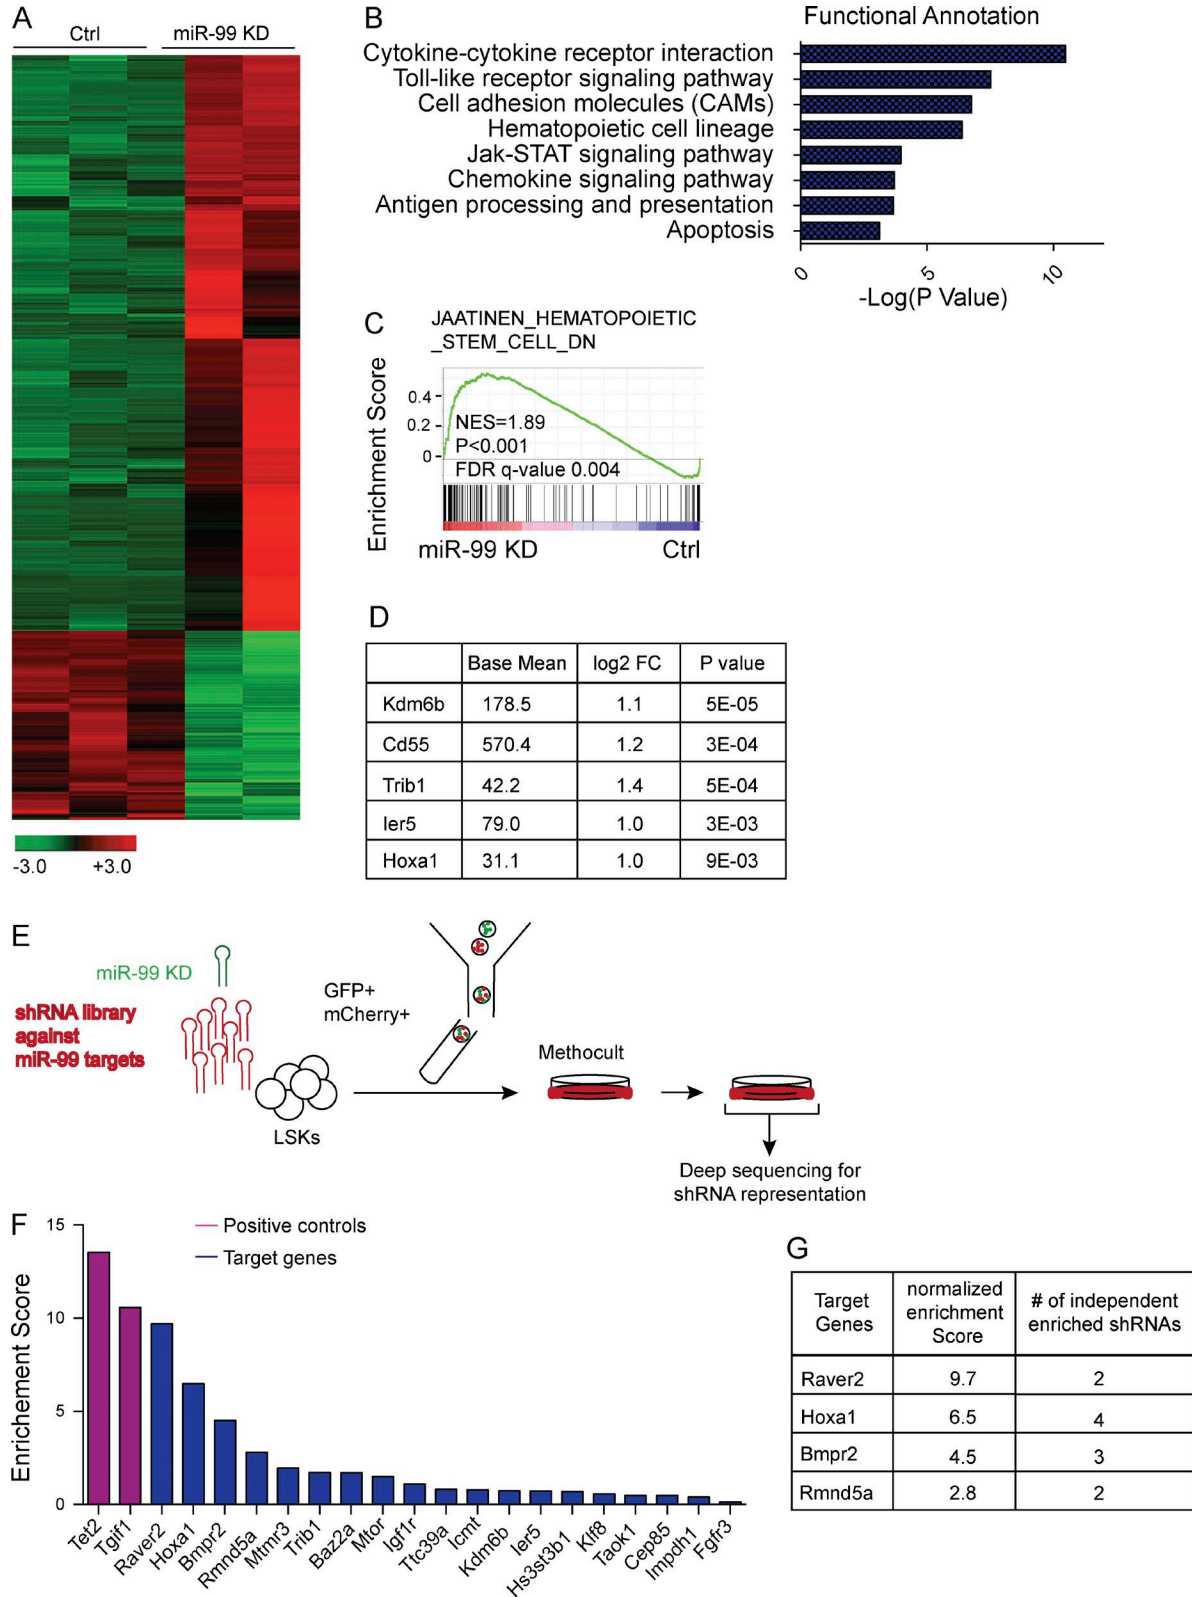 A
Ctrl
miR-99 KD
-3.0
+3.0
B
Functional Annotation
Cytokine-cytokine receptor interaction
Toll-like receptor signaling pathway
Cell adhesion molecules (CAMs)
Hematopoietic cell lineage
Jak-STAT signaling pathway
Chemokine signaling pathway
Antigen processing and presentation
Apoptosis
0
5
10
-Log(P Value)
C
JAATINEN_HEMATOPOIETIC
_STEM_CELL_DN
Enrichment Score
0.4
0.2
0
NES=1.89
P<0.001
FDR q-value 0.004
miR-99 KD
Ctrl
D
Base Mean log2 FC P value
Kdm6b 178.5 1.1 5E-05
Cd55 570.4 1.2 3E-04
Trib1 42.2 1.4 5E-04
Ier5 79.0 1.0 3E-03
Hoxa1 31.1 1.0 9E-03
E
miR-99 KD
shRNA library
against
miR-99 targets
LSKs
GFP+
mCherry+
Methocult
Deep sequencing for
shRNA representation
F
Positive controls
Target genes
Enrichement Score
15
10
5
0
Tet2
Tgif1
Raver2
Hoxa1
Bmpr2
Rmnd5a
Mtmr3
Trib1
Baz2a
Mtor
Igf1r
Ttc39a
Icmt
Kdm6b
Ier5
Hs3st3b1
Klf8
Taok1
Cep85
Impdh1
Fgfr3
G
Target
Genes
normalized
enrichment
Score
# of independent
enriched shRNAs
Raver2 9.7 2
Hoxa1 6.5 4
Bmpr2 4.5 3
Rmnd5a 2.8 2